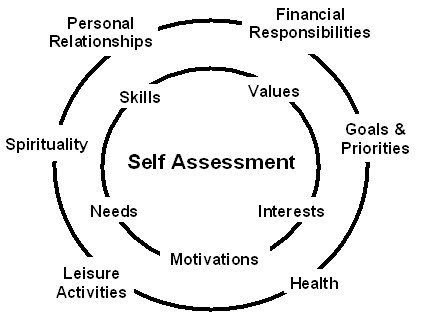 Personal
Relationships
Financial
Responsibilities
Skills
Values
Spirituality
Goals &
Priorities
Self Assessment
Needs
Interests
Motivations
Leisure
Activities
Health